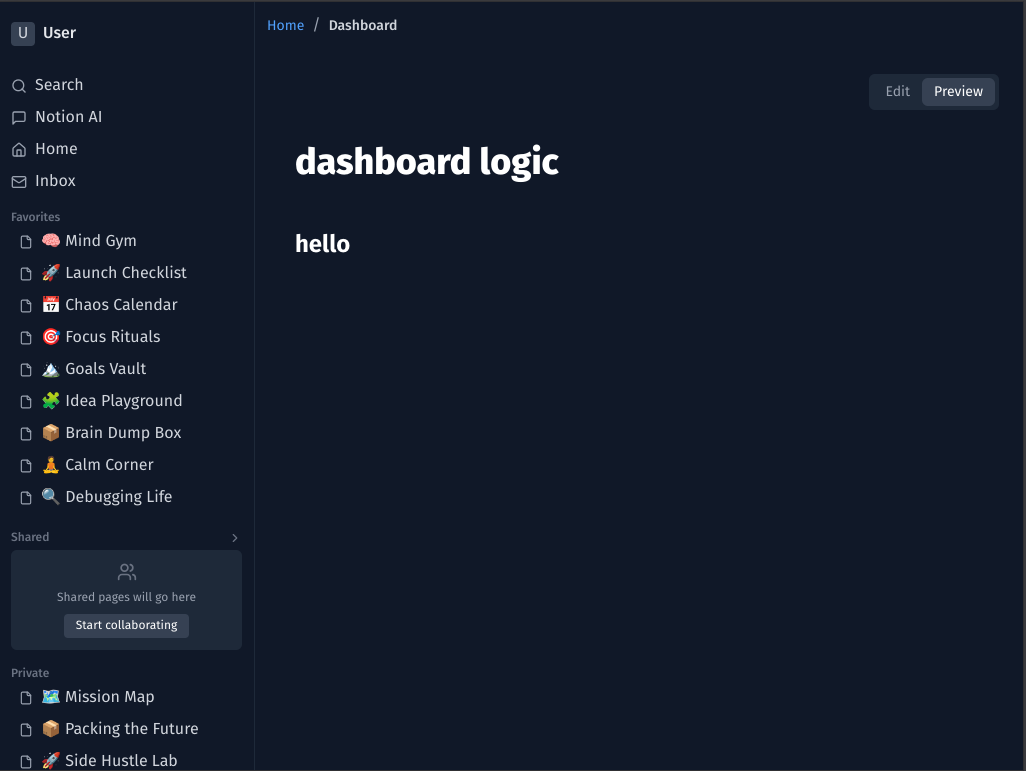 U User
Search
Notion AI
Home
Inbox
Favorites
🧠 Mind Gym
🚀 Launch Checklist
📅 Chaos Calendar
🎯 Focus Rituals
🏔️ Goals Vault
🧩 Idea Playground
📦 Brain Dump Box
🧘 Calm Corner
🔍 Debugging Life
Shared
Shared pages will go here
Start collaborating
Private
🗺️ Mission Map
📦 Packing the Future
🚀 Side Hustle Lab
Home / Dashboard
Edit Preview
dashboard logic
hello